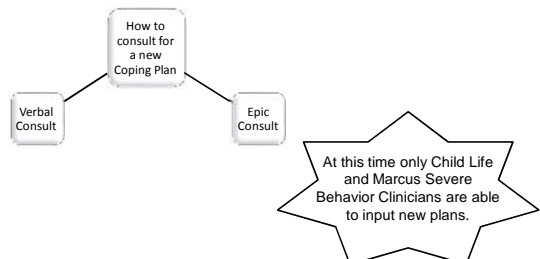 How to
consult for
a new
Coping Plan
Verbal
Consult
Epic
Consult
At this time only Child Life
and Marcus Severe
Behavior Clinicians are able
to input new plans.